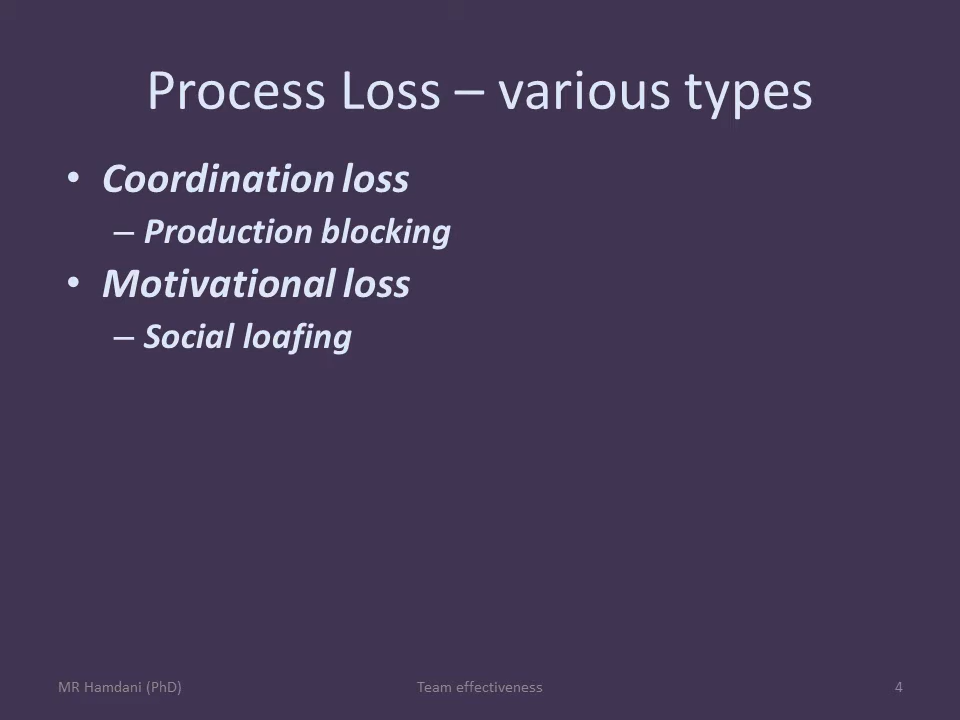 Process Loss – various types
• Coordination loss
– Production blocking
• Motivational loss
– Social loafing
MR Hamdani (PhD) Team effectiveness 4